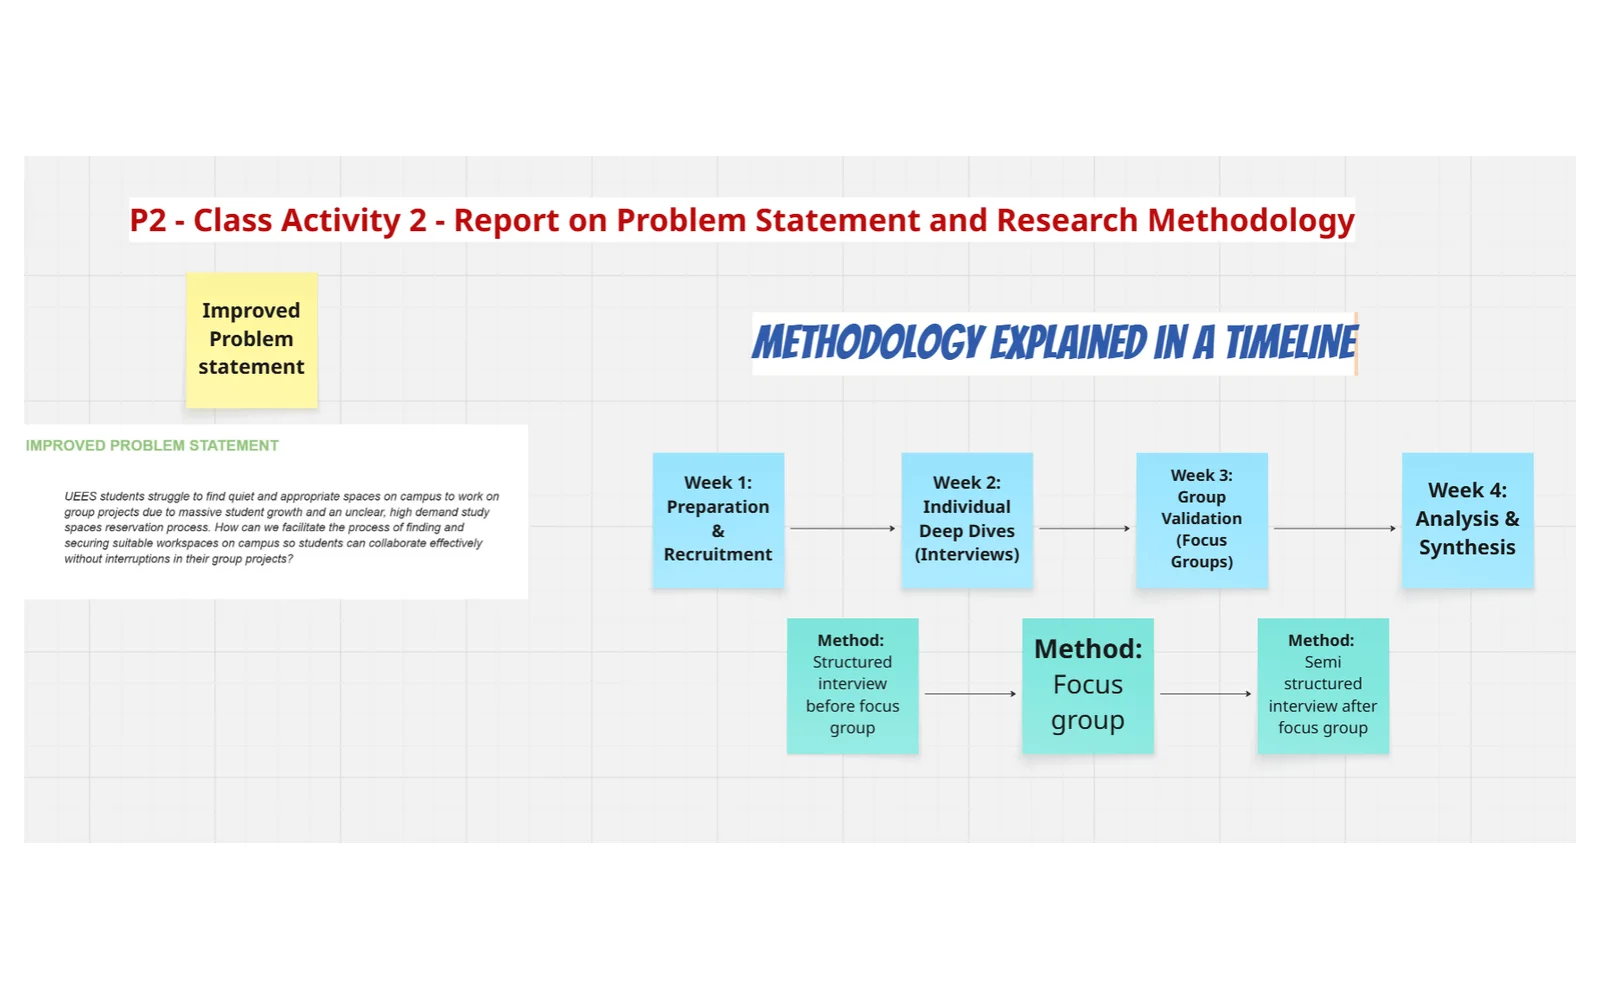 P2 - Class Activity 2 - Report on Problem Statement and Research Methodology
Improved
Problem
statement
METHODOLOGY EXPLAINED IN A TIMELINE
IMPROVED PROBLEM STATEMENT
UEES students struggle to find quiet and appropriate spaces on campus to work on
group projects due to massive student growth and an unclear, high demand study
spaces reservation process. How can we facilitate the process of finding and
securing suitable workspaces on campus so students can collaborate effectively
without interruptions in their group projects?
Week 1:
Preparation
&
Recruitment
Week 2:
Individual
Deep Dives
(Interviews)
Week 3:
Group
Validation
(Focus
Groups)
Week 4:
Analysis &
Synthesis
Method:
Structured
interview
before focus
group
Method:
Focus
group
Method:
Semi
structured
interview after
focus group